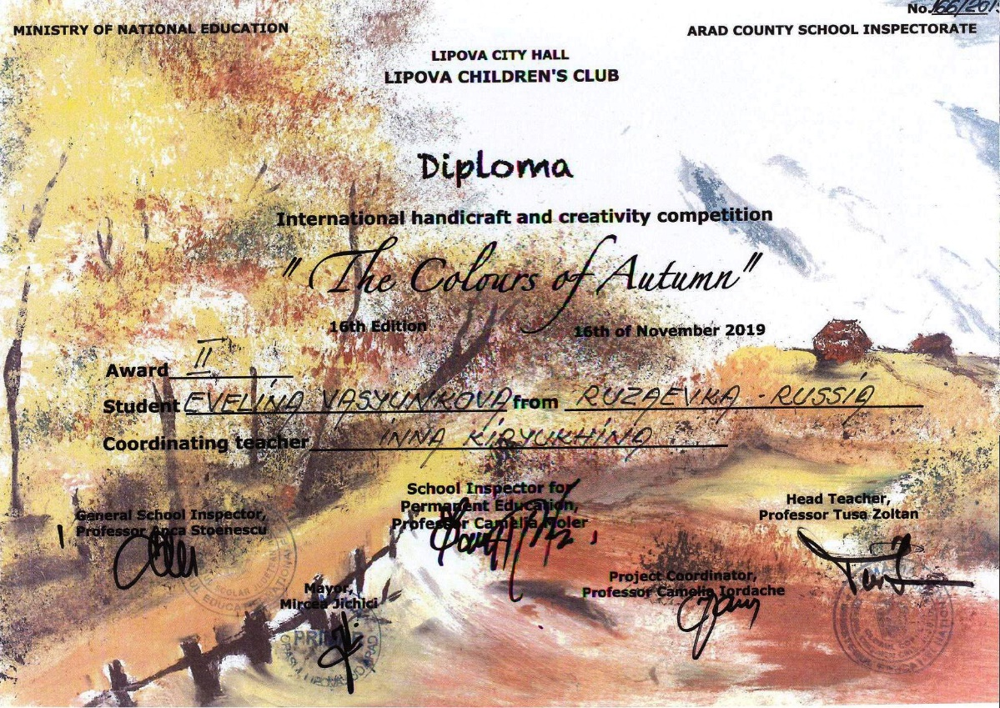 No. 166/2019
MINISTRY OF NATIONAL EDUCATION
ARAD COUNTY SCHOOL INSPECTORATE
LIPOVA CITY HALL
LIPOVA CHILDREN'S CLUB
Diploma
International handicraft and creativity competition
" The Colours of Autumn"
16th Edition 16th of November 2019
Award II
Student EVELINA VASYUNIKOVA from RUZAEVKA - RUSSIA
Coordinating teacher INNA KIRYUKHINA
General School Inspector,
Professor Anca Stoenescu
School Inspector for
Permanent Education,
Professor Camelia Moler
Head Teacher,
Professor Tusa Zoltan
Mayor,
Mircea Jichici
Project Coordinator,
Professor Camelia Iordache